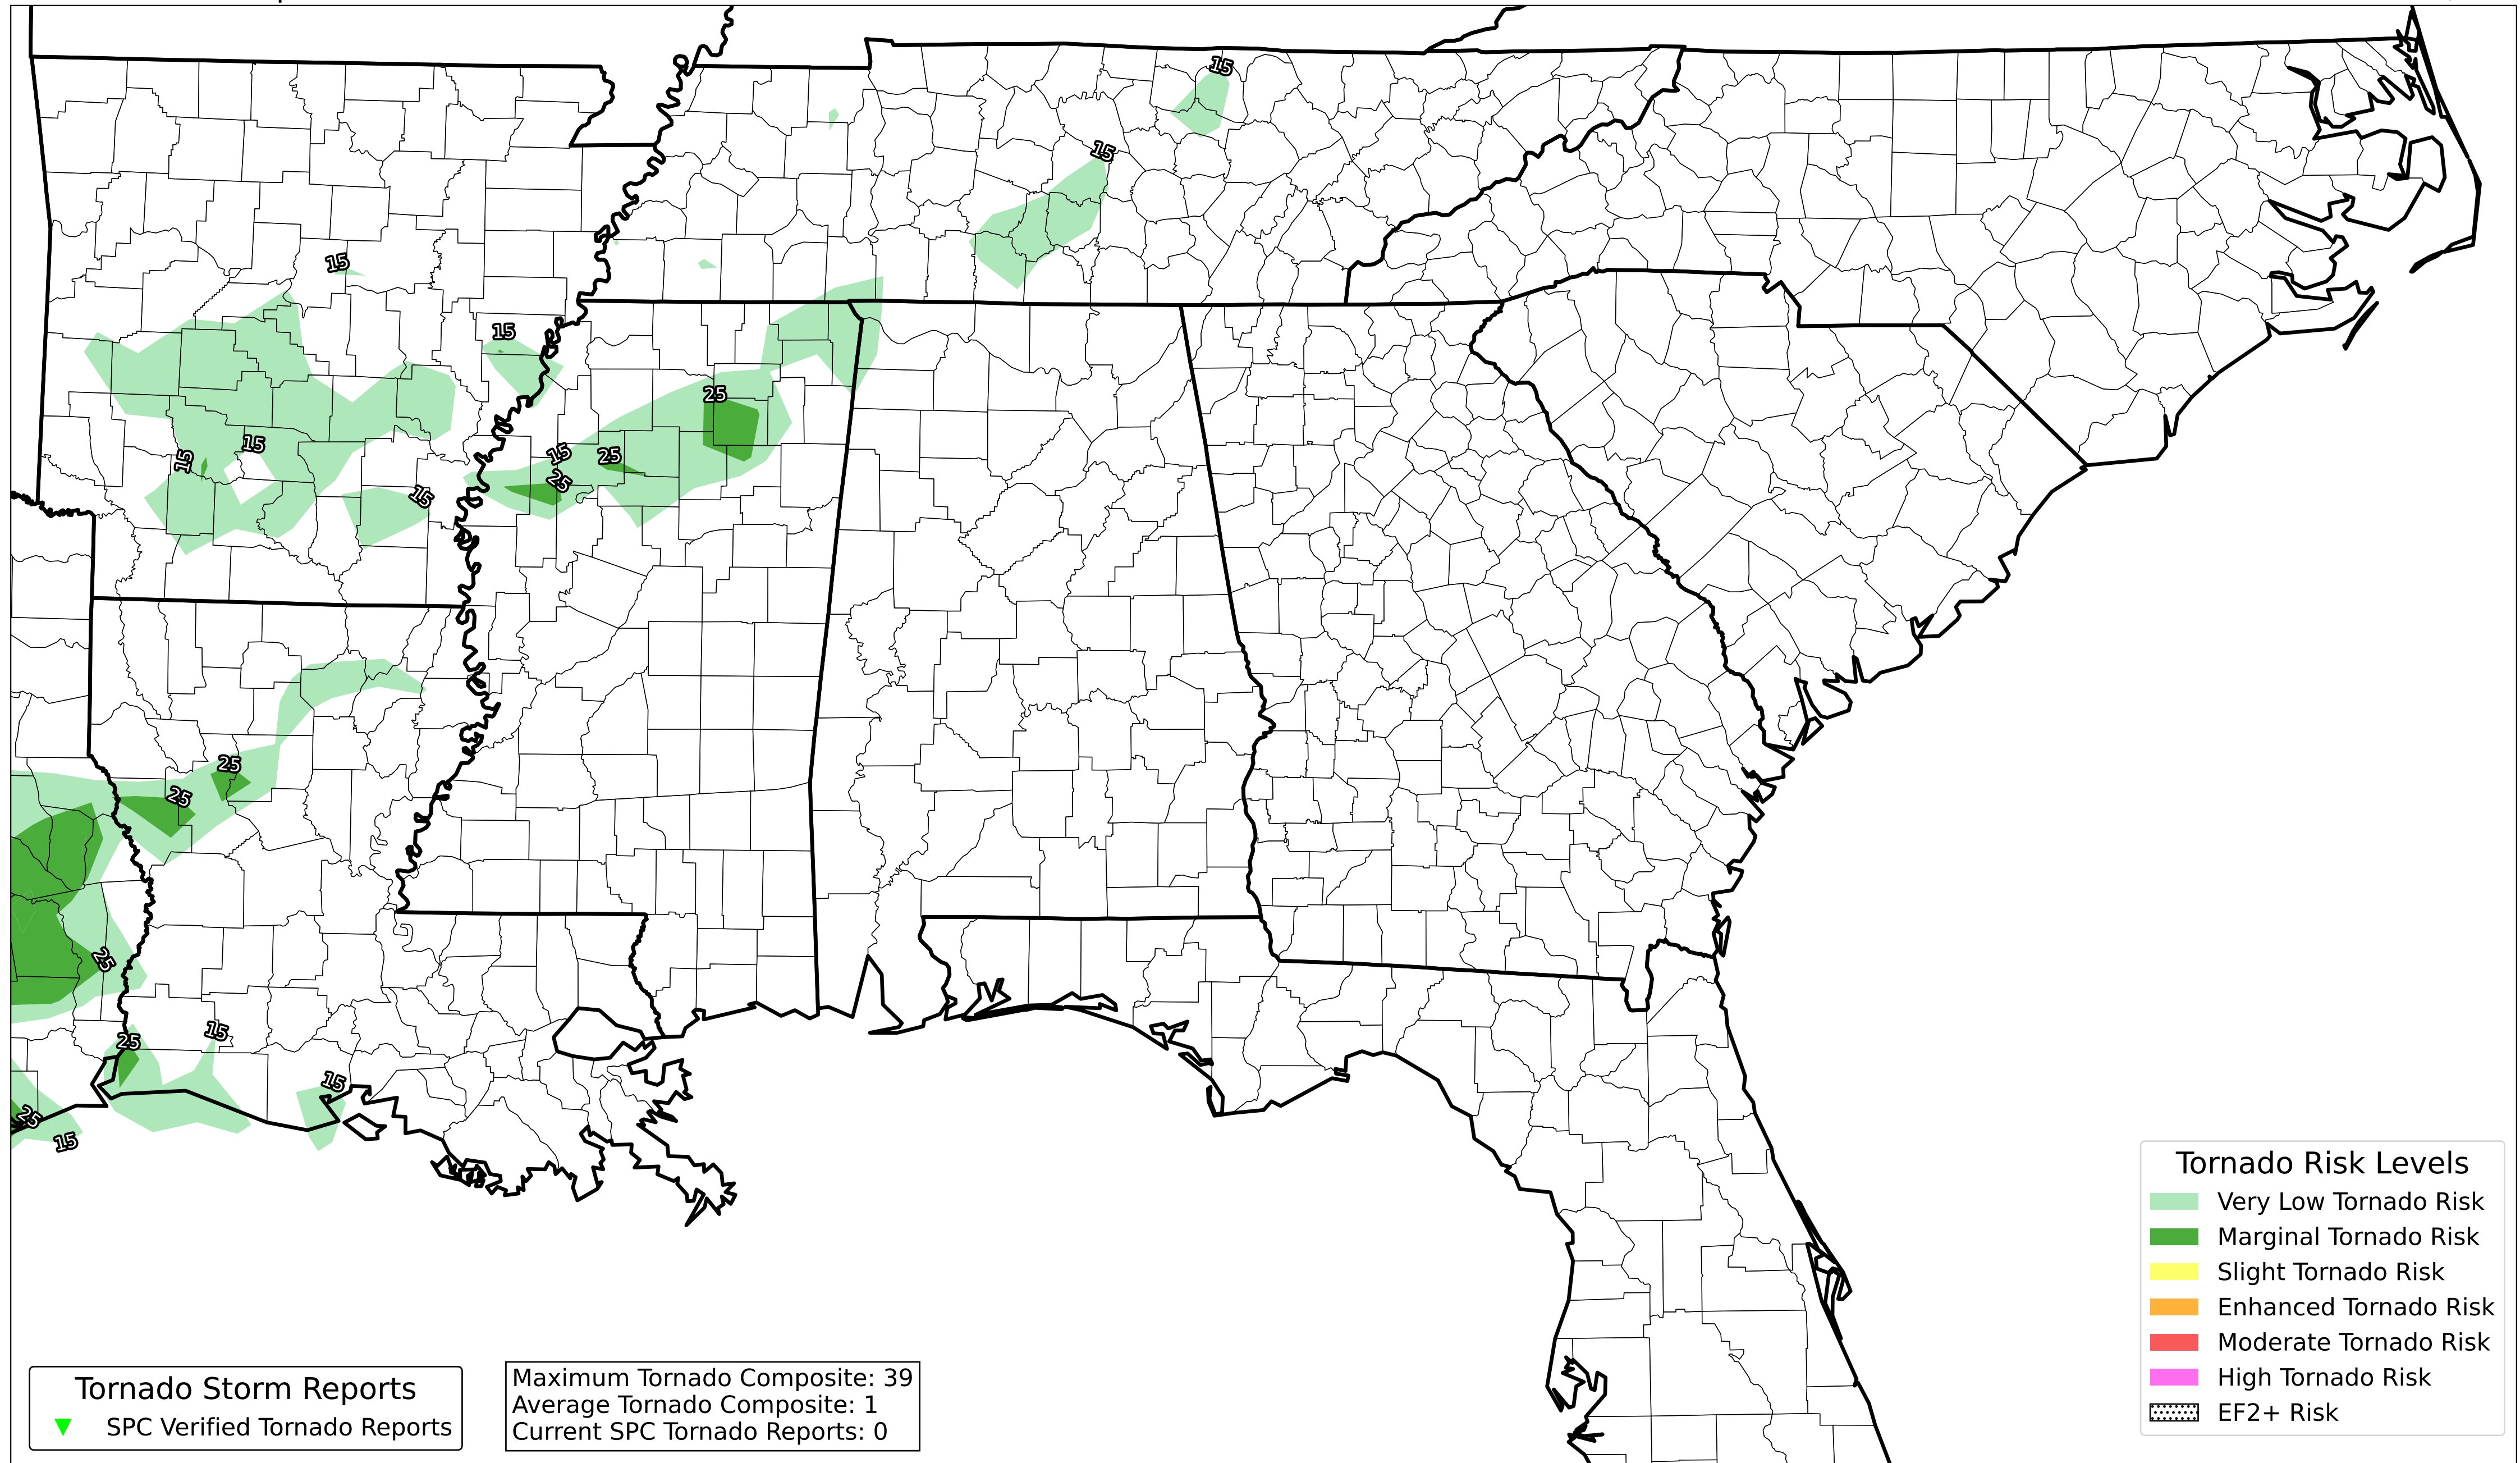 15
15
15
15
25
15
15
25
15
25
15
25
25
25
15
25
15
25
15
Tornado Risk Levels
Very Low Tornado Risk
Marginal Tornado Risk
Slight Tornado Risk
Enhanced Tornado Risk
Moderate Tornado Risk
High Tornado Risk
EF2+ Risk
Tornado Storm Reports
SPC Verified Tornado Reports
Maximum Tornado Composite: 39
Average Tornado Composite: 1
Current SPC Tornado Reports: 0